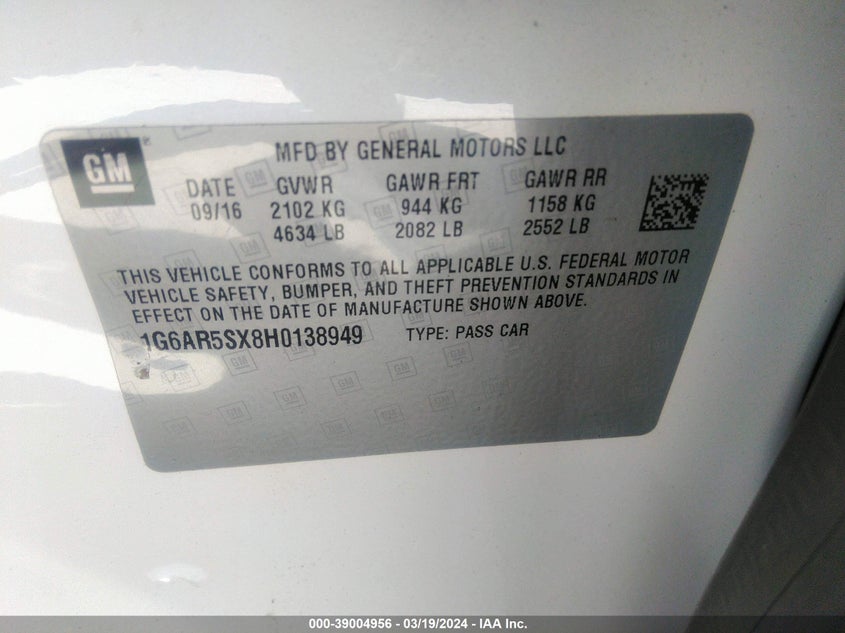 GM
MFD BY GENERAL MOTORS LLC
DATE GVWR GAWR FRT GAWR RR
09/16 2102 KG 944 KG 1158 KG
4634 LB 2082 LB 2552 LB
THIS VEHICLE CONFORMS TO ALL APPLICABLE U.S. FEDERAL MOTOR
VEHICLE SAFETY, BUMPER, AND THEFT PREVENTION STANDARDS IN
EFFECT ON THE DATE OF MANUFACTURE SHOWN ABOVE.
1G6AR5SX8H0138949 TYPE: PASS CAR
000-39004956 - 03/19/2024 - IAA Inc.